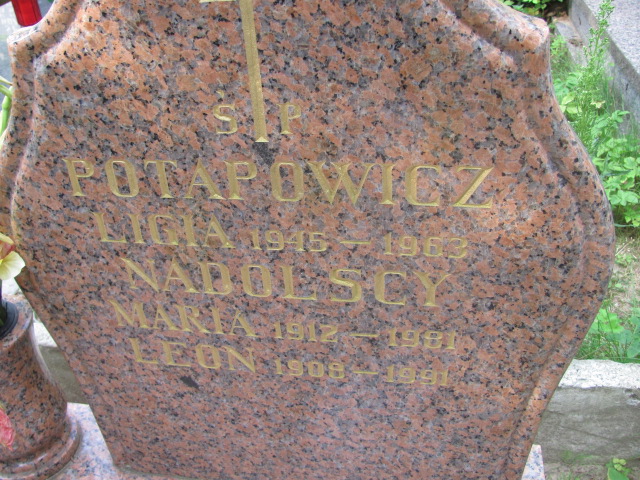 Ś P
POTAPOWICZ
LIGIA 1945 – 1963
NADOLSCY
MARIA 1912 – 1981
LEON 1908 – 1991